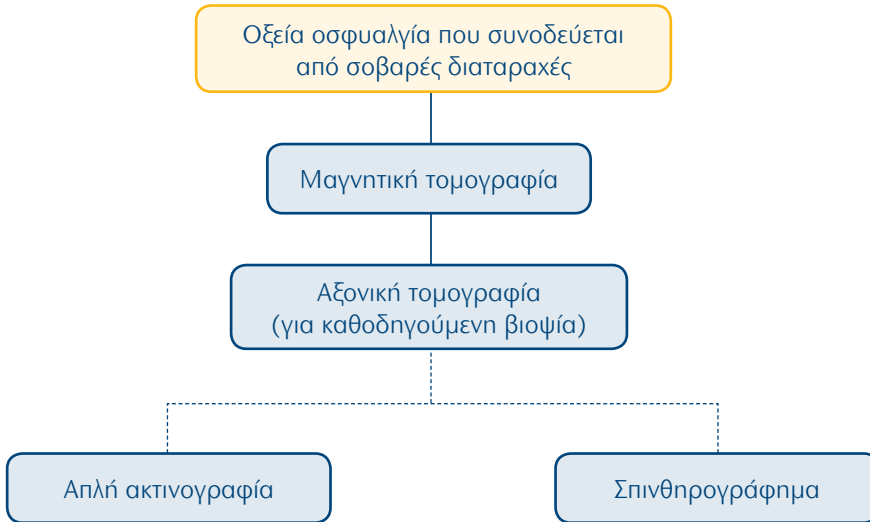 Οξεία οσφυαλγία που συνοδεύεται
από σοβαρές διαταραχές
Μαγνητική τομογραφία
Αξονική τομογραφία
(για καθοδηγούμενη βιοψία)
Απλή ακτινογραφία
Σπινθηρογράφημα